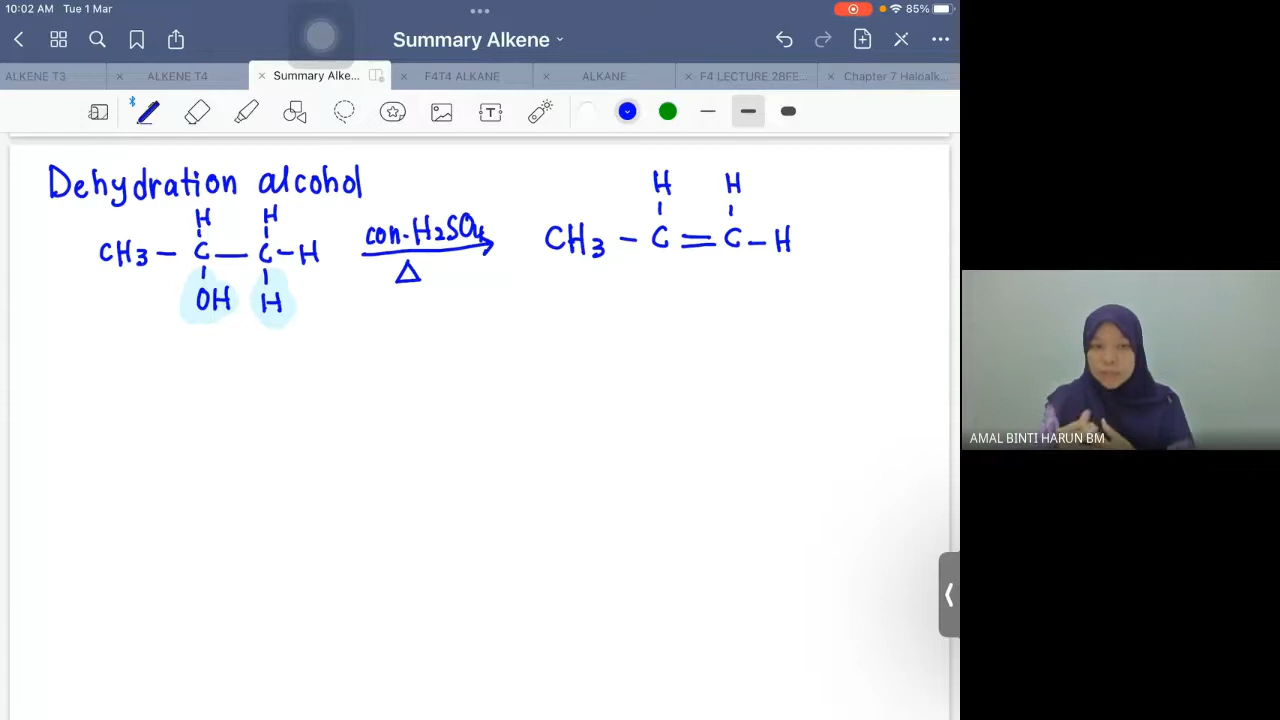 10:02 AM Tue 1 Mar
85%
Summary Alkene
ALKENE T3
ALKENE T4
Summary Alke...
F4T4 ALKANE
ALKANE
F4 LECTURE 28FE...
Chapter 7 Haloalk...
T
Dehydration alcohol
H H
CH3 – C — C – H
OH H
con. H2SO4
△
H H
CH3 – C = C – H
AMAL BINTI HARUN BM